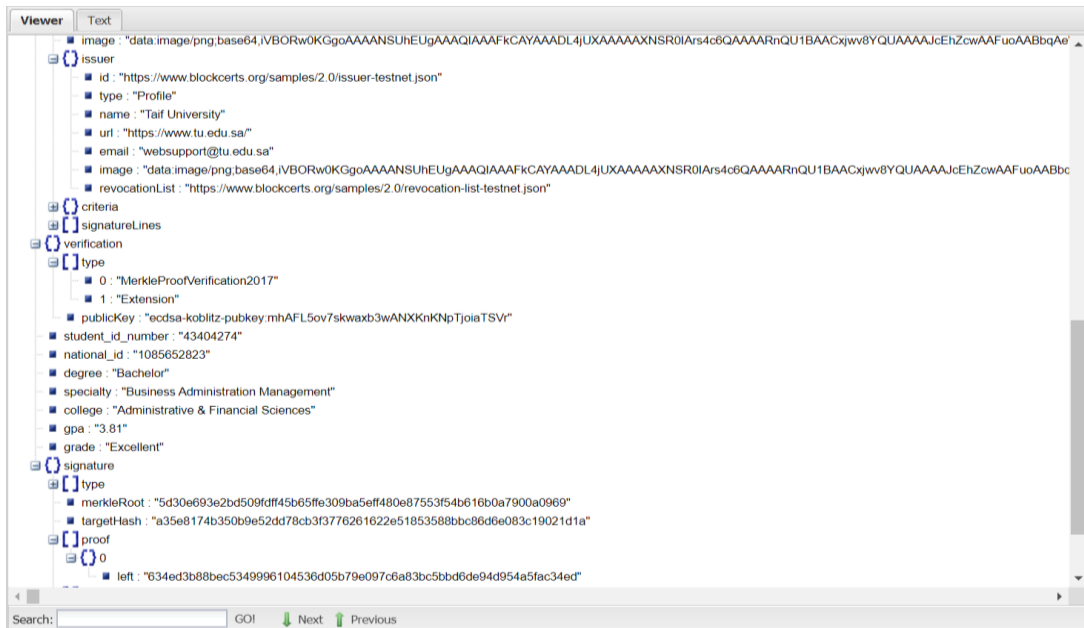 Viewer Text
image : "data:image/png;base64,iVBORw0KGgoAAAANSUhEUgAAAQIAAAFkCAYAAADL4jUXAAAAAXNSR0IArs4c6QAAAARnQU1BAACxjwv8YQUAAAAJcEhZcwAAFuoAABbqAe
{} issuer
id : "https://www.blockcerts.org/samples/2.0/issuer-testnet.json"
type : "Profile"
name : "Taif University"
url : "https://www.tu.edu.sa/"
email : "websupport@tu.edu.sa"
image : "data:image/png;base64,iVBORw0KGgoAAAANSUhEUgAAAQIAAAFkCAYAAADL4jUXAAAAAXNSR0IArs4c6QAAAARnQU1BAACxjwv8YQUAAAAJcEhZcwAAFuoAABbc
revocationList : "https://www.blockcerts.org/samples/2.0/revocation-list-testnet.json"
{} criteria
[] signatureLines
{} verification
[] type
0 : "MerkleProofVerification2017"
1 : "Extension"
publicKey : "ecdsa-koblitz-pubkey:mhAFL5ov7skwaxb3wANXKnKNpTjoiaTSVr"
student_id_number : "43404274"
national_id : "1085652823"
degree : "Bachelor"
specialty : "Business Administration Management"
college : "Administrative & Financial Sciences"
gpa : "3.81"
grade : "Excellent"
{} signature
[] type
merkleRoot : "5d30e693e2bd509fdff45b65ffe309ba5eff480e87553f54b616b0a7900a0969"
targetHash : "a35e8174b350b9e52dd78cb3f3776261622e51853588bbc86d6e083c19021d1a"
[] proof
{} 0
left : "634ed3b88bec5349996104536d05b79e097c6a83bc5bbd6de94d954a5fac34ed"
Search: GO! Next Previous